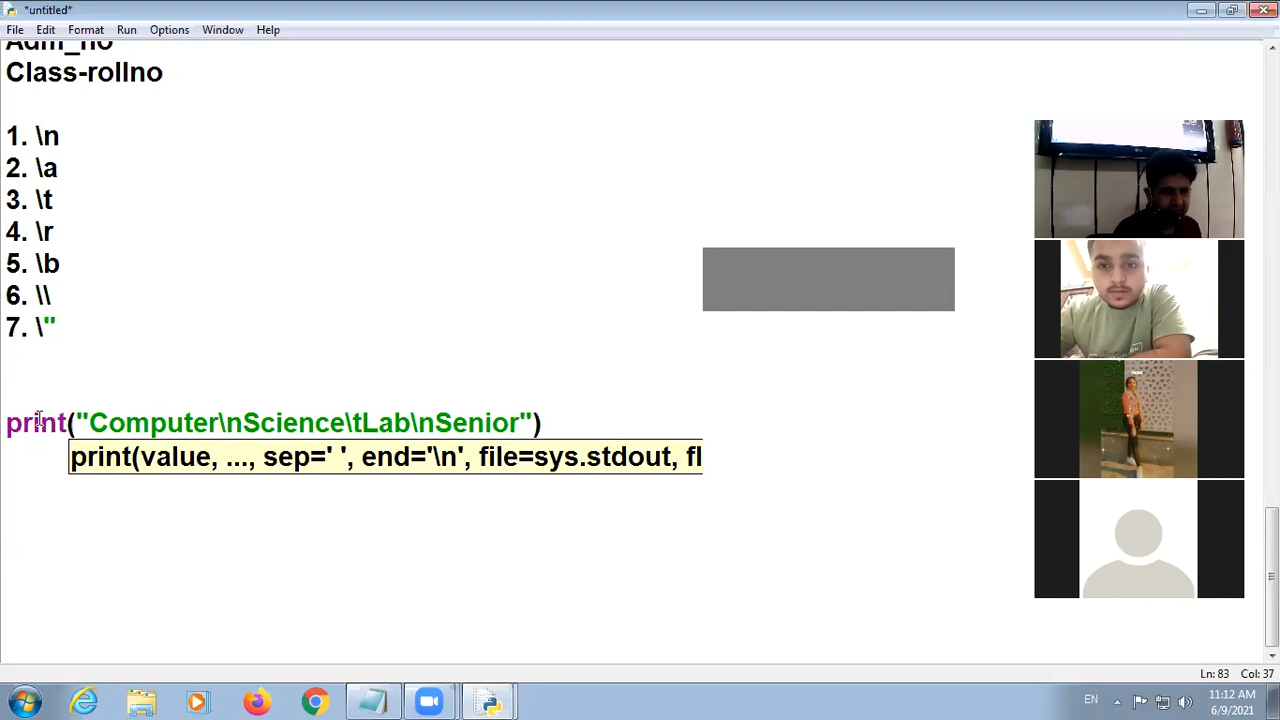 *untitled*
File Edit Format Run Options Window Help
Adm_no
Class-rollno
1. \n
2. \a
3. \t
4. \r
5. \b
6. \\
7. \"
print("Computer\nScience\tLab\nSenior")
print(value, ..., sep=' ', end='\n', file=sys.stdout, fl
Ln: 83 Col: 37
EN
11:12 AM
6/9/2021